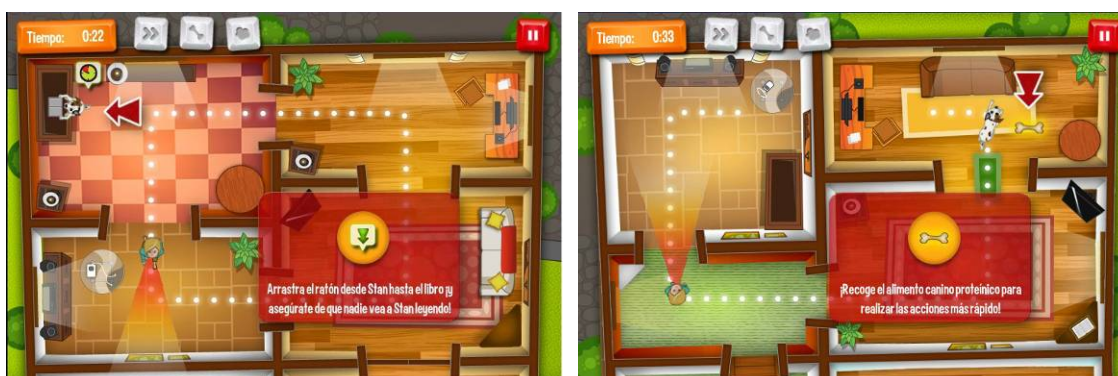 Tiempo: 0:22
Arrastra el ratón desde Stan hasta el libro ¡y
asegúrate de que nadie vea a Stan leyendo!
Tiempo: 0:33
¡Recoge el alimento canino proteínico para
realizar las acciones más rápido!